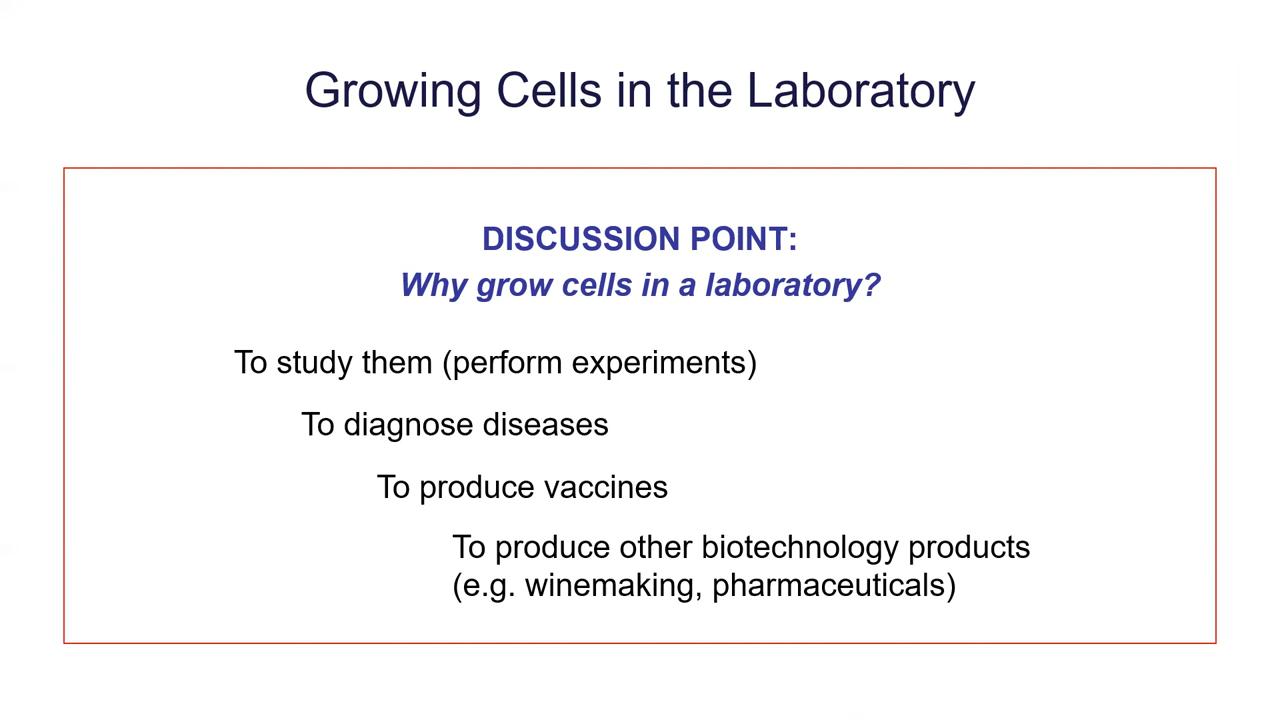 Growing Cells in the Laboratory
DISCUSSION POINT:
Why grow cells in a laboratory?
To study them (perform experiments)
To diagnose diseases
To produce vaccines
To produce other biotechnology products
(e.g. winemaking, pharmaceuticals)